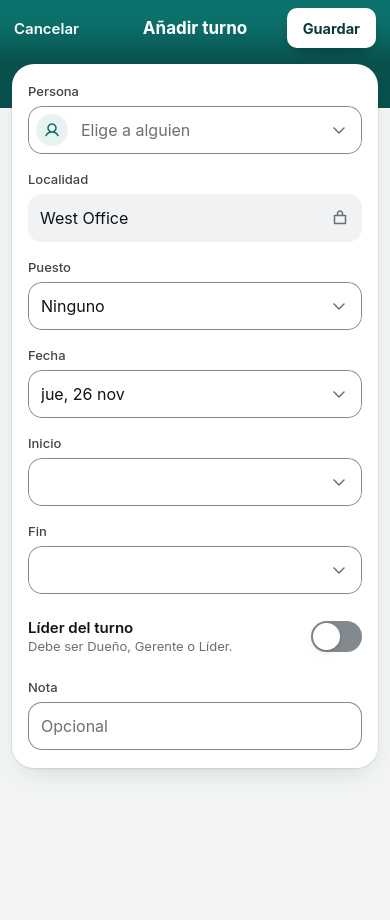 Cancelar
Añadir turno
Guardar
Persona
Elige a alguien
Localidad
West Office
Puesto
Ninguno
Fecha
jue, 26 nov
Inicio
Fin
Líder del turno
Debe ser Dueño, Gerente o Líder.
Nota
Opcional